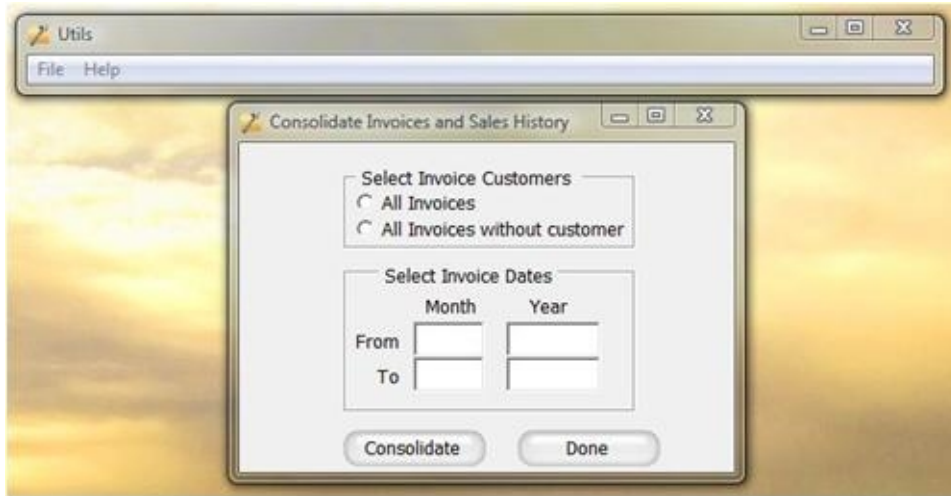 Utils
File Help
Consolidate Invoices and Sales History
Select Invoice Customers
All Invoices
All Invoices without customer
Select Invoice Dates
Month Year
From
To
Consolidate Done